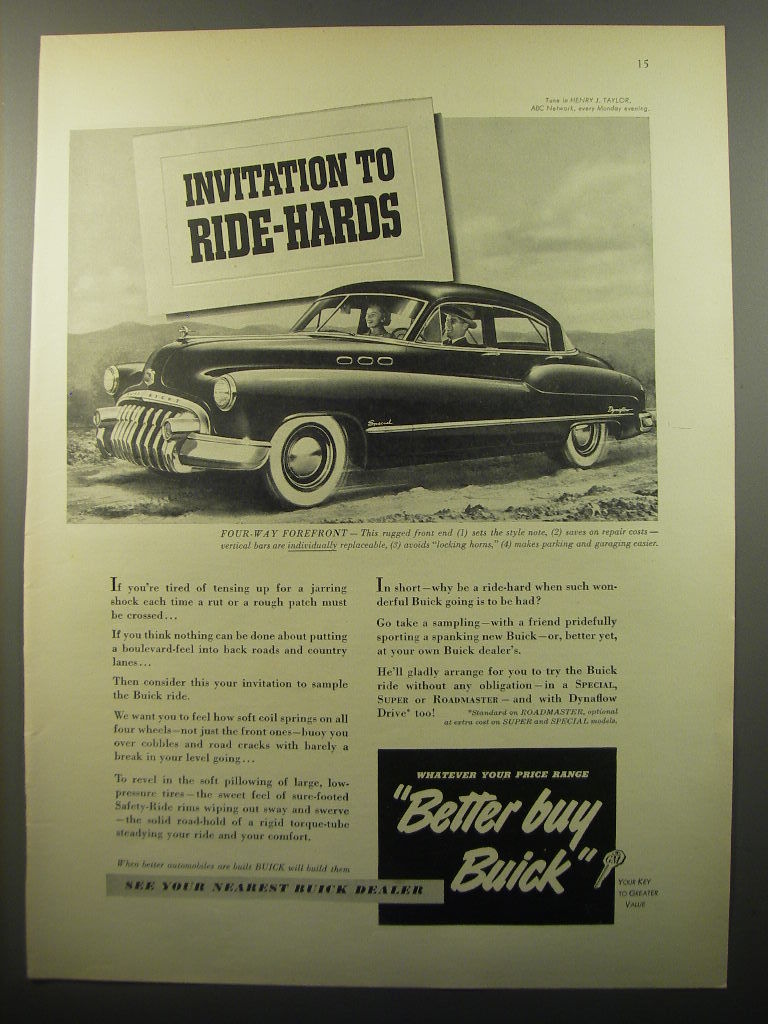 15
Tune in HENRY J. TAYLOR,
ABC Network, every Monday evening.
INVITATION TO
RIDE-HARDS
Special
Dynaflow
FOUR-WAY FOREFRONT — This rugged front end (1) sets the style note, (2) saves on repair costs —
vertical bars are individually replaceable, (3) avoids "locking horns," (4) makes parking and garaging easier.
If you're tired of tensing up for a jarring
shock each time a rut or a rough patch must
be crossed...
If you think nothing can be done about putting
a boulevard-feel into back roads and country
lanes...
Then consider this your invitation to sample
the Buick ride.
We want you to feel how soft coil springs on all
four wheels—not just the front ones—buoy you
over cobbles and road cracks with barely a
break in your level going...
To revel in the soft pillowing of large, low-
pressure tires—the sweet feel of sure-footed
Safety-Ride rims wiping out sway and swerve
—the solid road-hold of a rigid torque-tube
steadying your ride and your comfort.
In short—why be a ride-hard when such won-
derful Buick going is to be had?
Go take a sampling—with a friend pridefully
sporting a spanking new Buick—or, better yet,
at your own Buick dealer's.
He'll gladly arrange for you to try the Buick
ride without any obligation—in a SPECIAL,
SUPER or ROADMASTER—and with Dynaflow
Drive* too!
*Standard on ROADMASTER, optional
at extra cost on SUPER and SPECIAL models.
When better automobiles are built BUICK will build them
SEE YOUR NEAREST BUICK DEALER
WHATEVER YOUR PRICE RANGE
"Better buy
Buick"
YOUR KEY
TO GREATER
VALUE